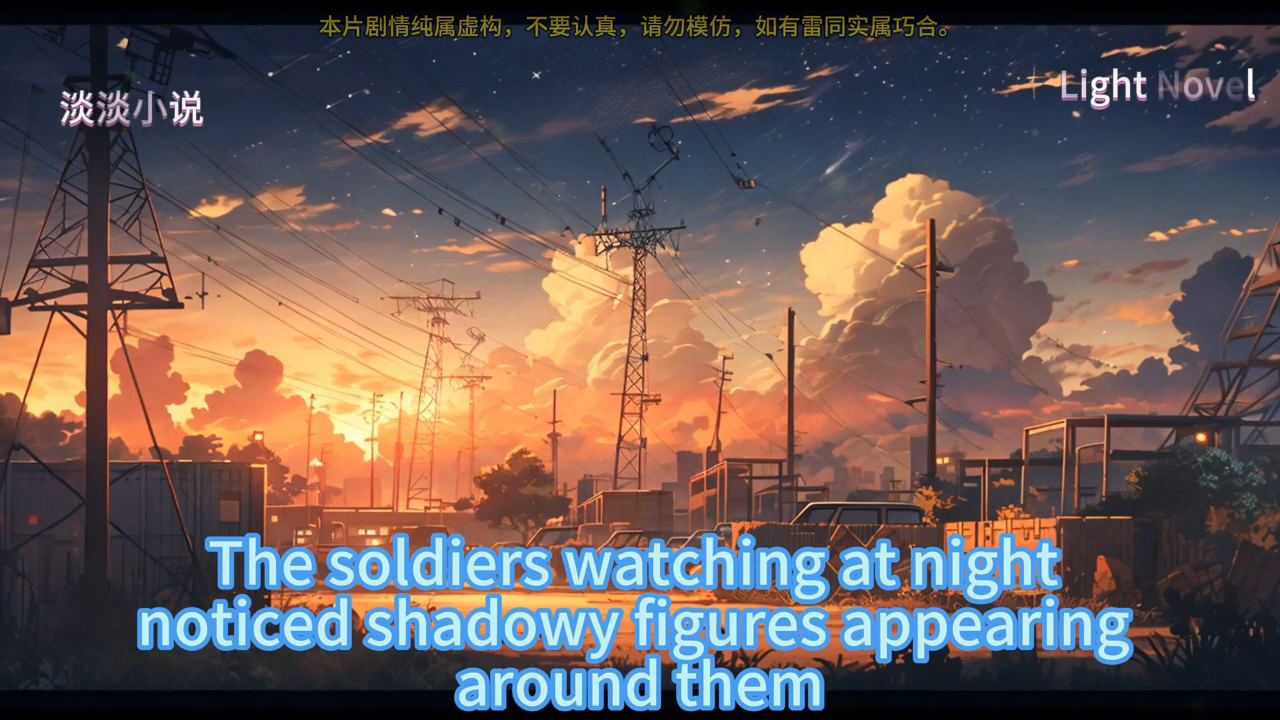 本片剧情纯属虚构，不要认真，请勿模仿，如有雷同实属巧合。
淡淡小说
Light Novel
The soldiers watching at night
noticed shadowy figures appearing
around them